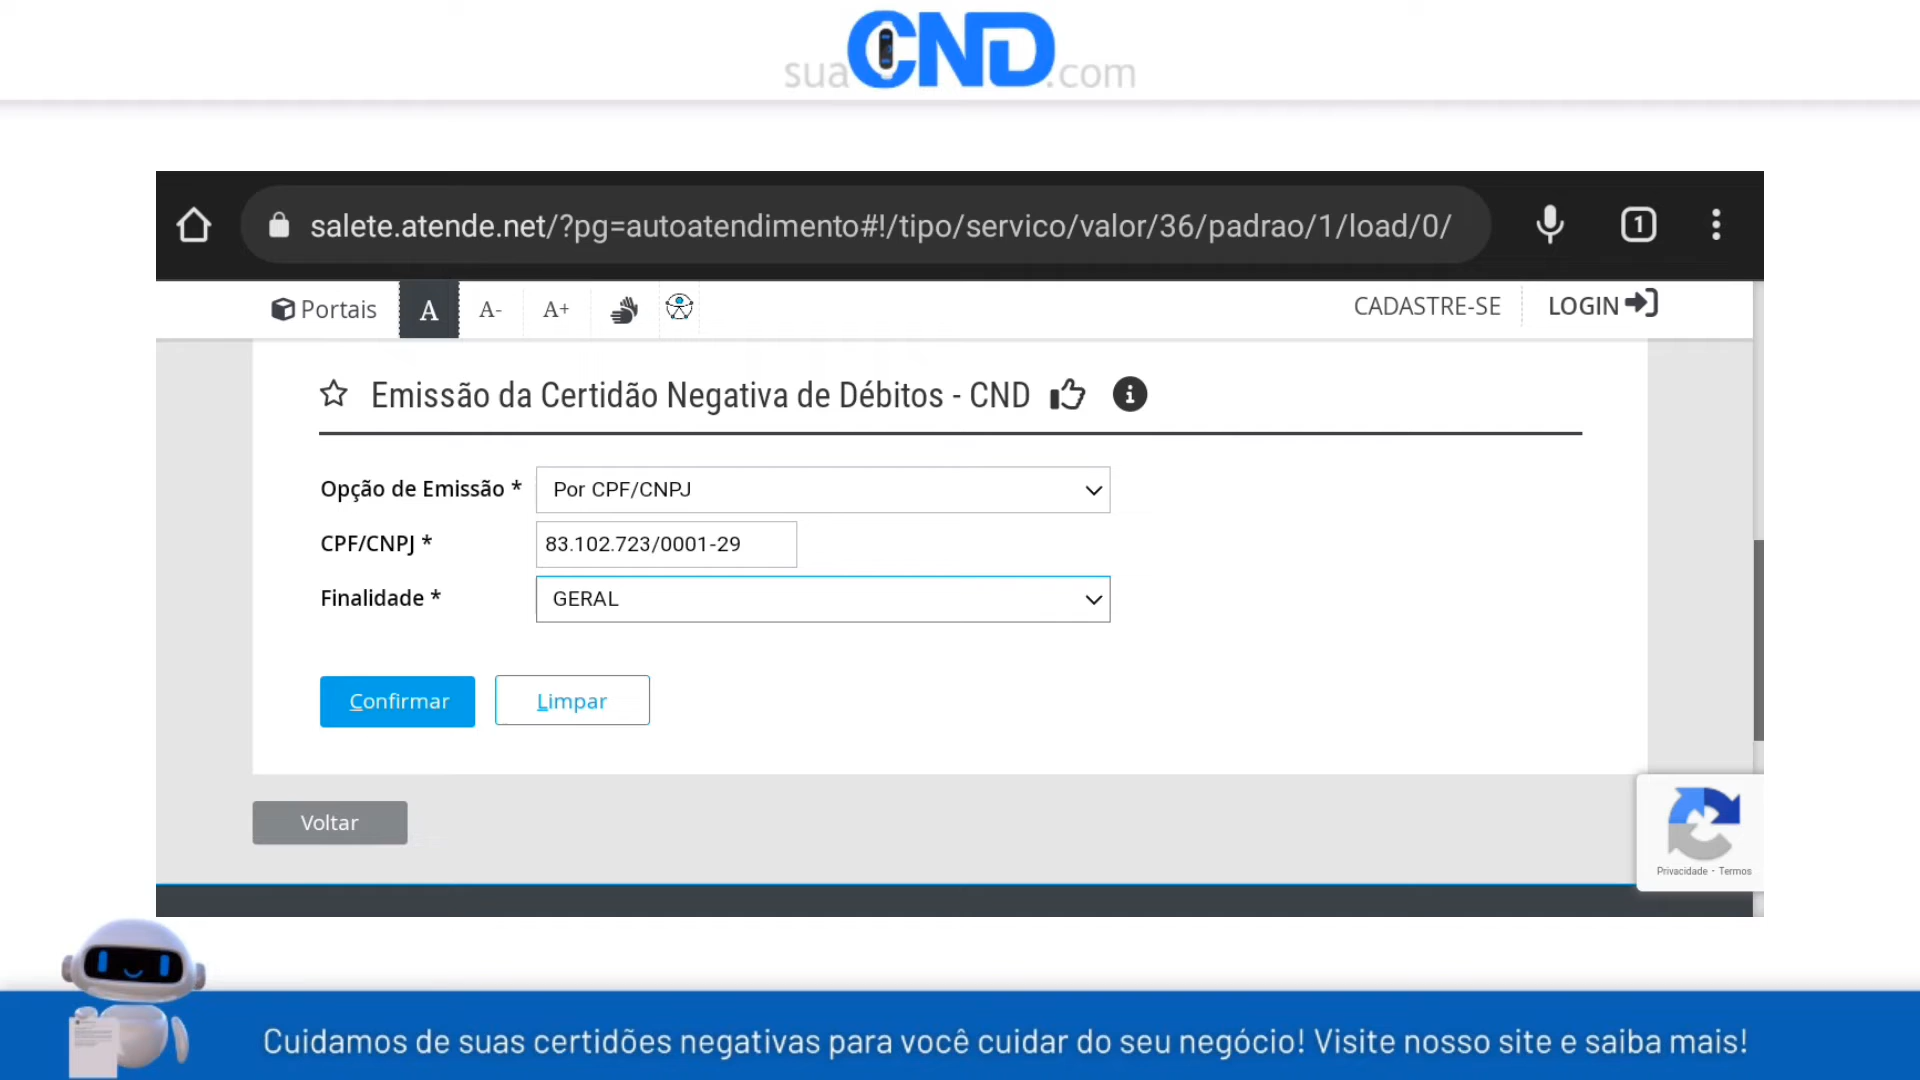 suaCND.com
salete.atende.net/?pg=autoatendimento#!/tipo/servico/valor/36/padrao/1/load/0/
1
Portais A A- A+ CADASTRE-SE LOGIN
Emissão da Certidão Negativa de Débitos - CND
Opção de Emissão * Por CPF/CNPJ
CPF/CNPJ * 83.102.723/0001-29
Finalidade * GERAL
Confirmar Limpar
Voltar
Privacidade - Termos
Cuidamos de suas certidões negativas para você cuidar do seu negócio! Visite nosso site e saiba mais!